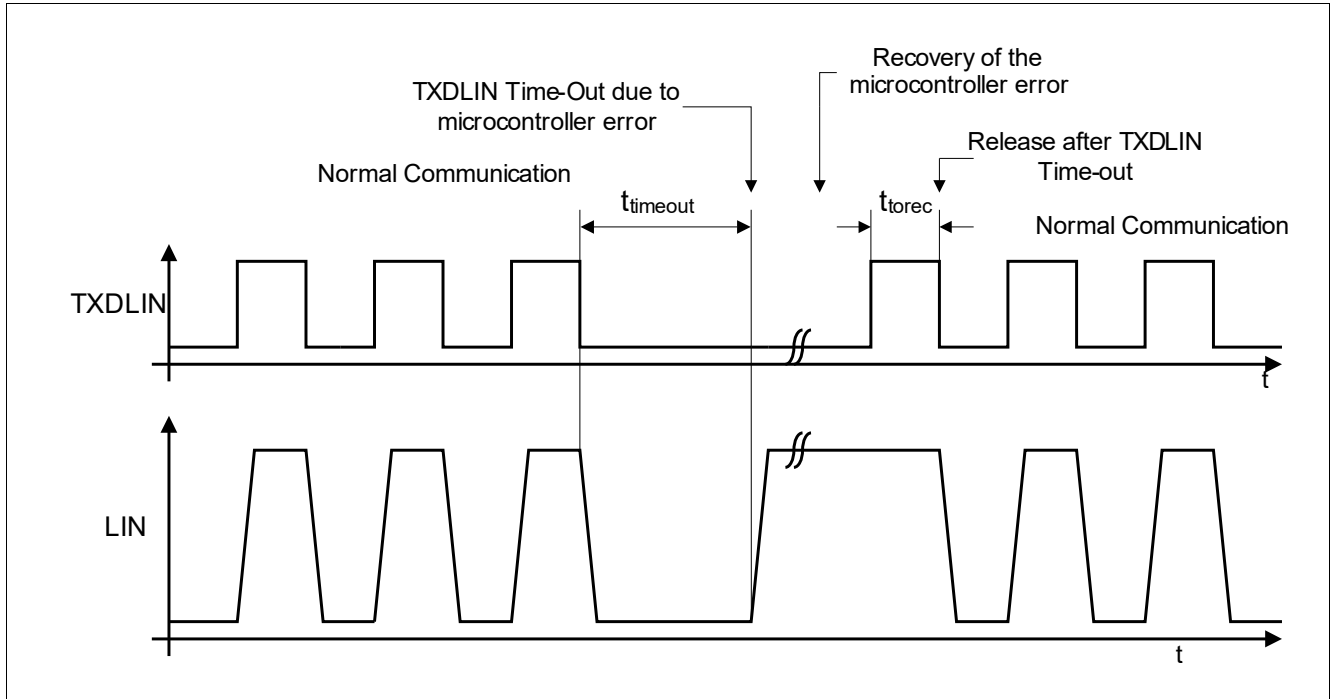 Recovery of the
microcontroller error
TXDLIN Time-Out due to
microcontroller error
Release after TXDLIN
Time-out
Normal Communication
ttimeout
ttorec
Normal Communication
TXDLIN
t
LIN
t